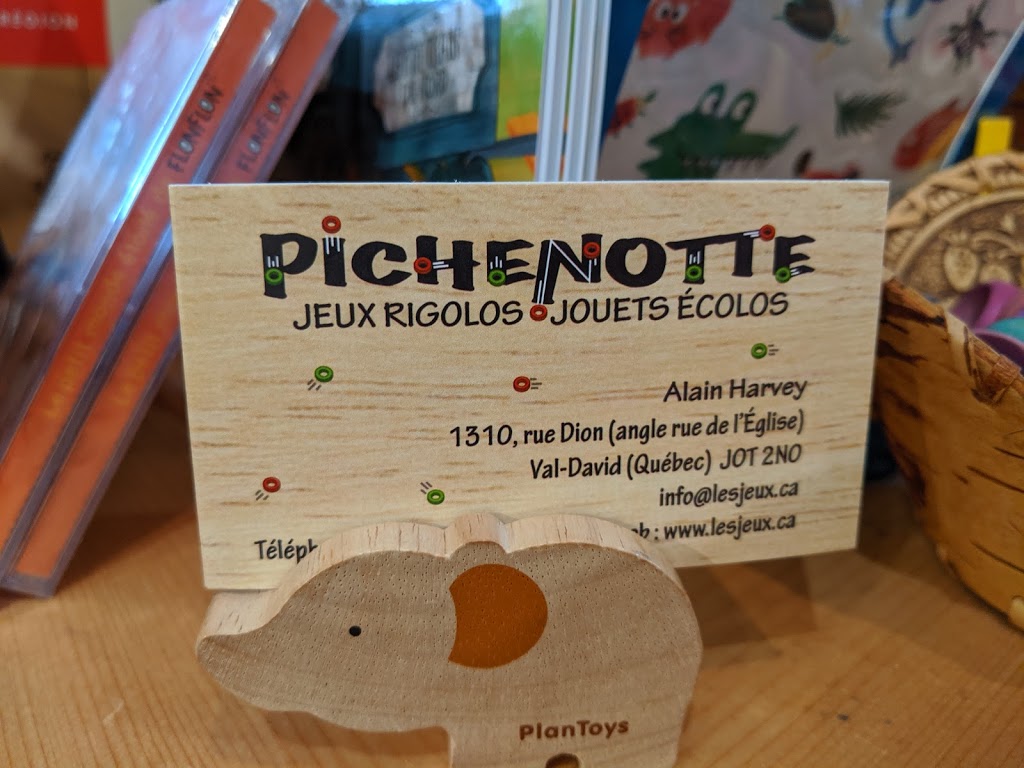 RÉGION
FLONFLON
FLONFLON
PICHENOTTE
JEUX RIGOLOS JOUETS ÉCOLOS
Alain Harvey
1310, rue Dion (angle rue de l'Église)
Val-David (Québec) J0T 2N0
info@lesjeux.ca
: www.lesjeux.ca
PlanToys